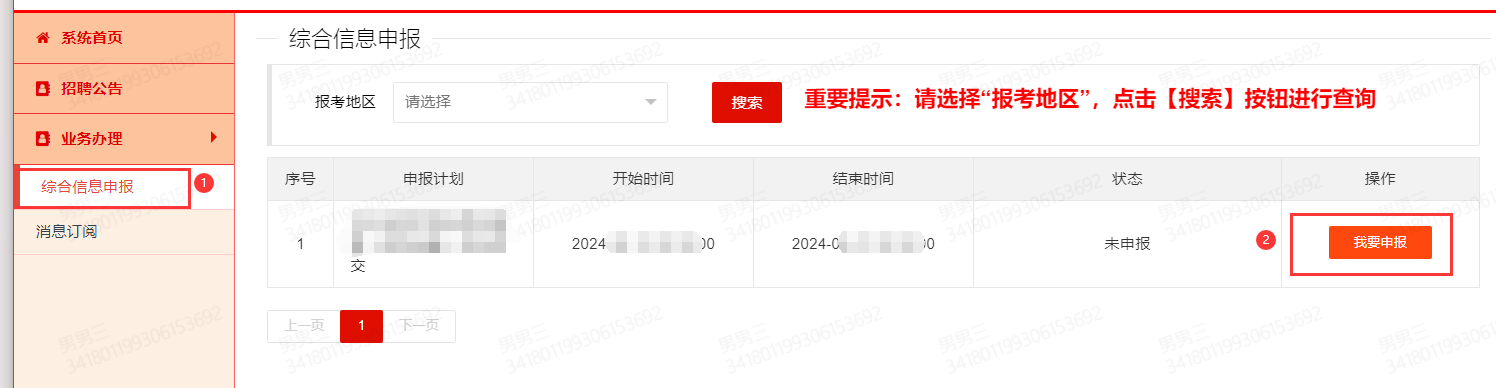 系统首页
招聘公告
业务办理
综合信息申报
1
消息订阅
综合信息申报
报考地区
请选择
搜索
重要提示：请选择“报考地区”，点击【搜索】按钮进行查询
序号
申报计划
开始时间
结束时间
状态
操作
1
交
2024
00
2024-0
00
未申报
2
我要申报
上一页
1
下一页
男男三
341801199306153692